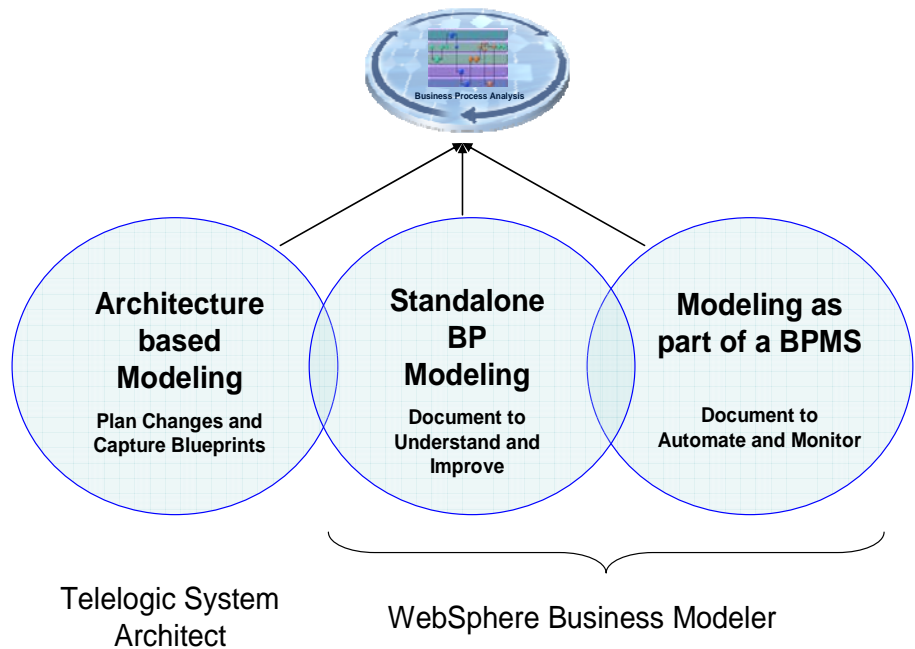 Business Process Analysis
Architecture
based
Modeling
Plan Changes and
Capture Blueprints
Standalone
BP
Modeling
Document to
Understand and
Improve
Modeling as
part of a BPMS
Document to
Automate and Monitor
Telelogic System
Architect
WebSphere Business Modeler